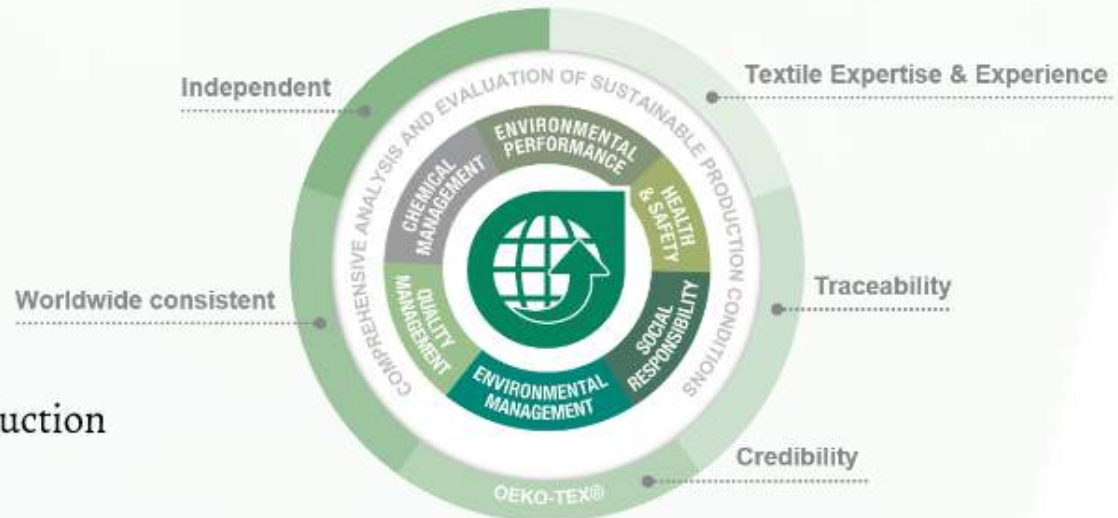 Independent
Textile Expertise & Experience
COMPREHENSIVE ANALYSIS AND EVALUATION OF SUSTAINABLE PRODUCTION CONDITIONS
ENVIRONMENTAL
PERFORMANCE
CHEMICAL
MANAGEMENT
HEALTH
& SAFETY
Worldwide consistent
Traceability
QUALITY
MANAGEMENT
SOCIAL
RESPONSIBILITY
ENVIRONMENTAL
MANAGEMENT
uction
Credibility
OEKO-TEX®